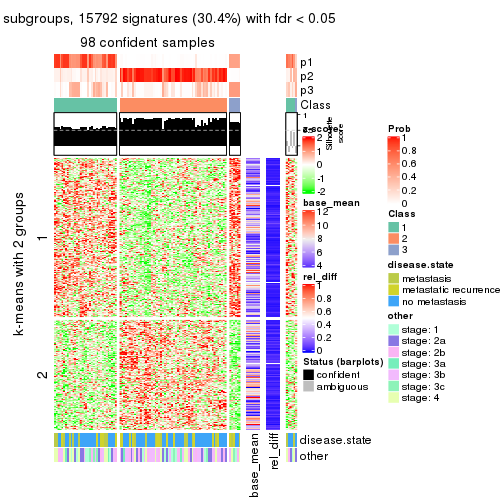 subgroups, 15792 signatures (30.4%) with fdr < 0.05
98 confident samples
p1
p2
p3
Class
1
Silhouette
score
k-means with 2 groups
1
2
z-score
2
1
0
-1
-2
base_mean
12
10
8
6
4
rel_diff
1
0.8
0.6
0.4
0.2
0
Status (barplots)
confident
ambiguous
Prob
1
0.8
0.6
0.4
0.2
0
Class
1
2
3
disease.state
metastasis
metastatic recurrence
no metastasis
other
stage: 1
stage: 2a
stage: 2b
stage: 3a
stage: 3b
stage: 3c
stage: 4
disease.state
other
base_mean
rel_diff